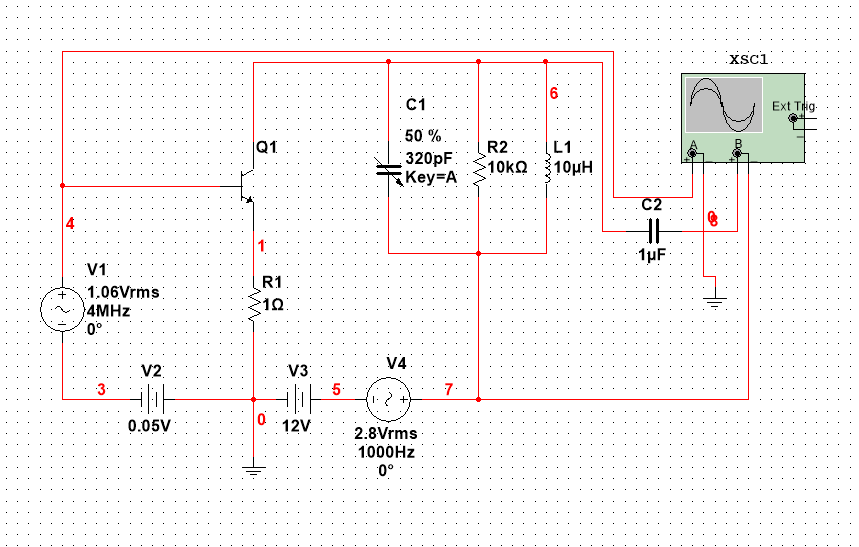 XSC1
Ext Trig
+
_
A
B
+
_
+
_
6
C1
50 %
320pF
Key=A
R2
10kΩ
L1
10µH
Q1
4
1
C2
1µF
0
8
V1
1.06Vrms
4MHz
0°
R1
1Ω
3
V2
0.05V
0
V3
12V
5
V4
2.8Vrms
1000Hz
0°
7